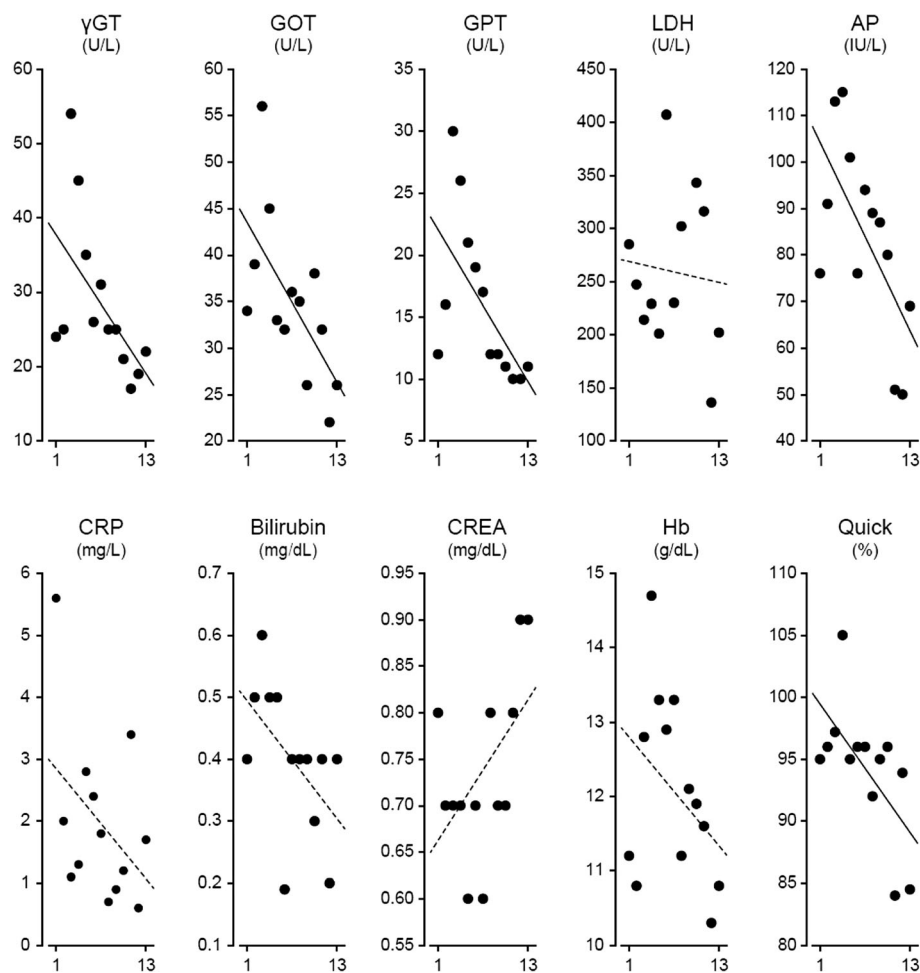 γGT GOT GPT LDH AP
(U/L) (U/L) (U/L) (U/L) (IU/L)
60 60 35 450 120
55 400 110
50 50 30 350 100
45 25 300 90
40 40 20 250 80
30 35 15 200 70
30 10 150 60
20 25 5 100 50
10 20 40
1 13 1 13 1 13 1 13 1 13
CRP Bilirubin CREA Hb Quick
(mg/L) (mg/dL) (mg/dL) (g/dL) (%)
6 0.7 0.95 15 110
5 0.6 0.90 14 105
4 0.5 0.85 13 100
3 0.4 0.80 12 95
2 0.3 0.75 11 90
1 0.2 0.70 10 85
0 0.1 0.65 80
0.60
0.55
1 13 1 13 1 13 1 13 1 13